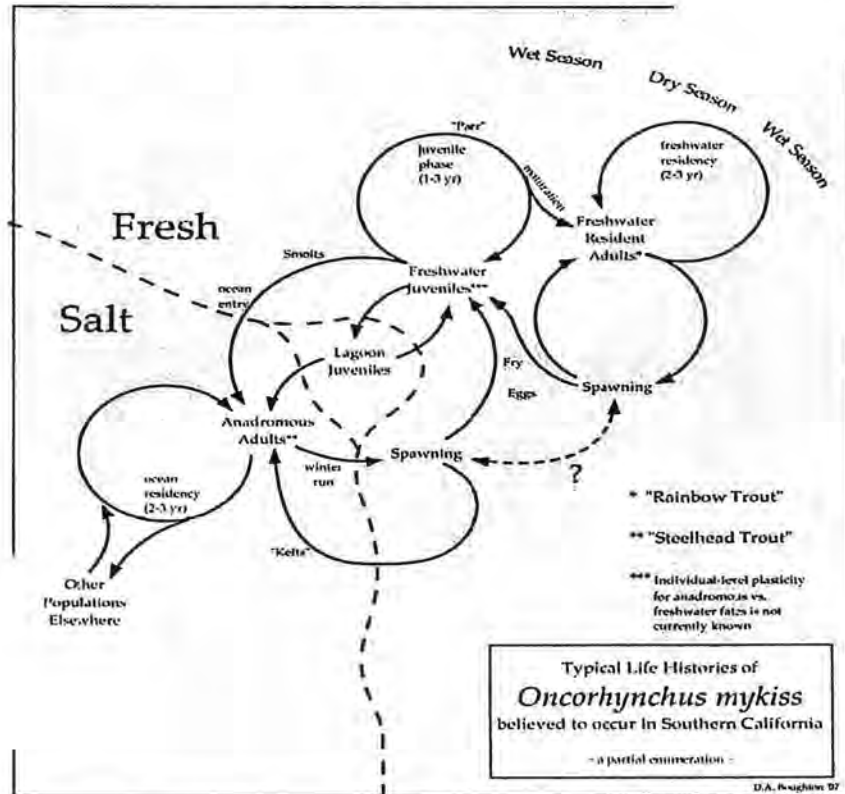 Wet Season
Dry Season
Wet Season
"Parr"
Juvenile
phase
(1-3 yr)
maturation
freshwater
residency
(2-3 yr)
Fresh
Salt
Freshwater
Resident
Adults*
Smolts
ocean
entry
Freshwater
Juveniles***
Lagoon
Juveniles
Fry
Eggs
Spawning
Anadromous
Adults**
winter
run
Spawning
?
ocean
residency
(2-3 yr)
"Kelts"
Other
Populations
Elsewhere
* "Rainbow Trout"
** "Steelhead Trout"
*** Individual-level plasticity
for anadromous vs.
freshwater fates is not
currently known
Typical Life Histories of
Oncorhynchus mykiss
believed to occur in Southern California
- a partial enumeration -
D.A. Boughton '07